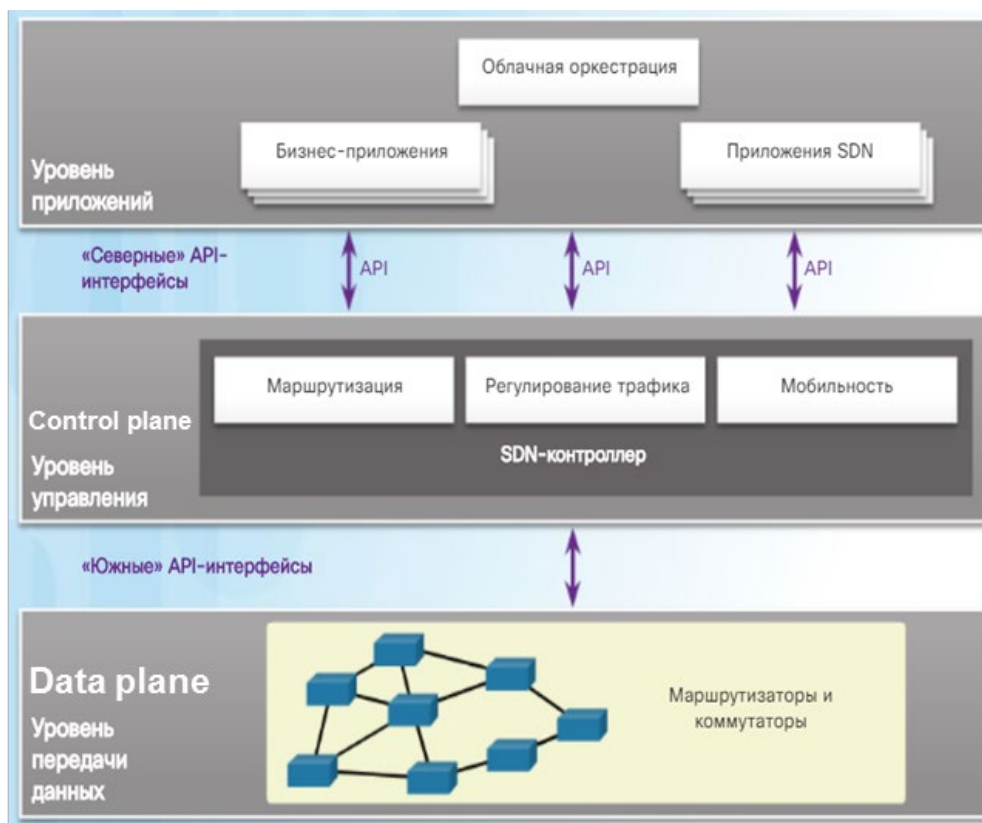 Облачная оркестрация
Бизнес-приложения
Приложения SDN
Уровень
приложений
«Северные» API-
интерфейсы
API
API
API
Маршрутизация
Регулирование трафика
Мобильность
Control plane
SDN-контроллер
Уровень
управления
«Южные» API-интерфейсы
Data plane
Маршрутизаторы и
коммутаторы
Уровень
передачи
данных